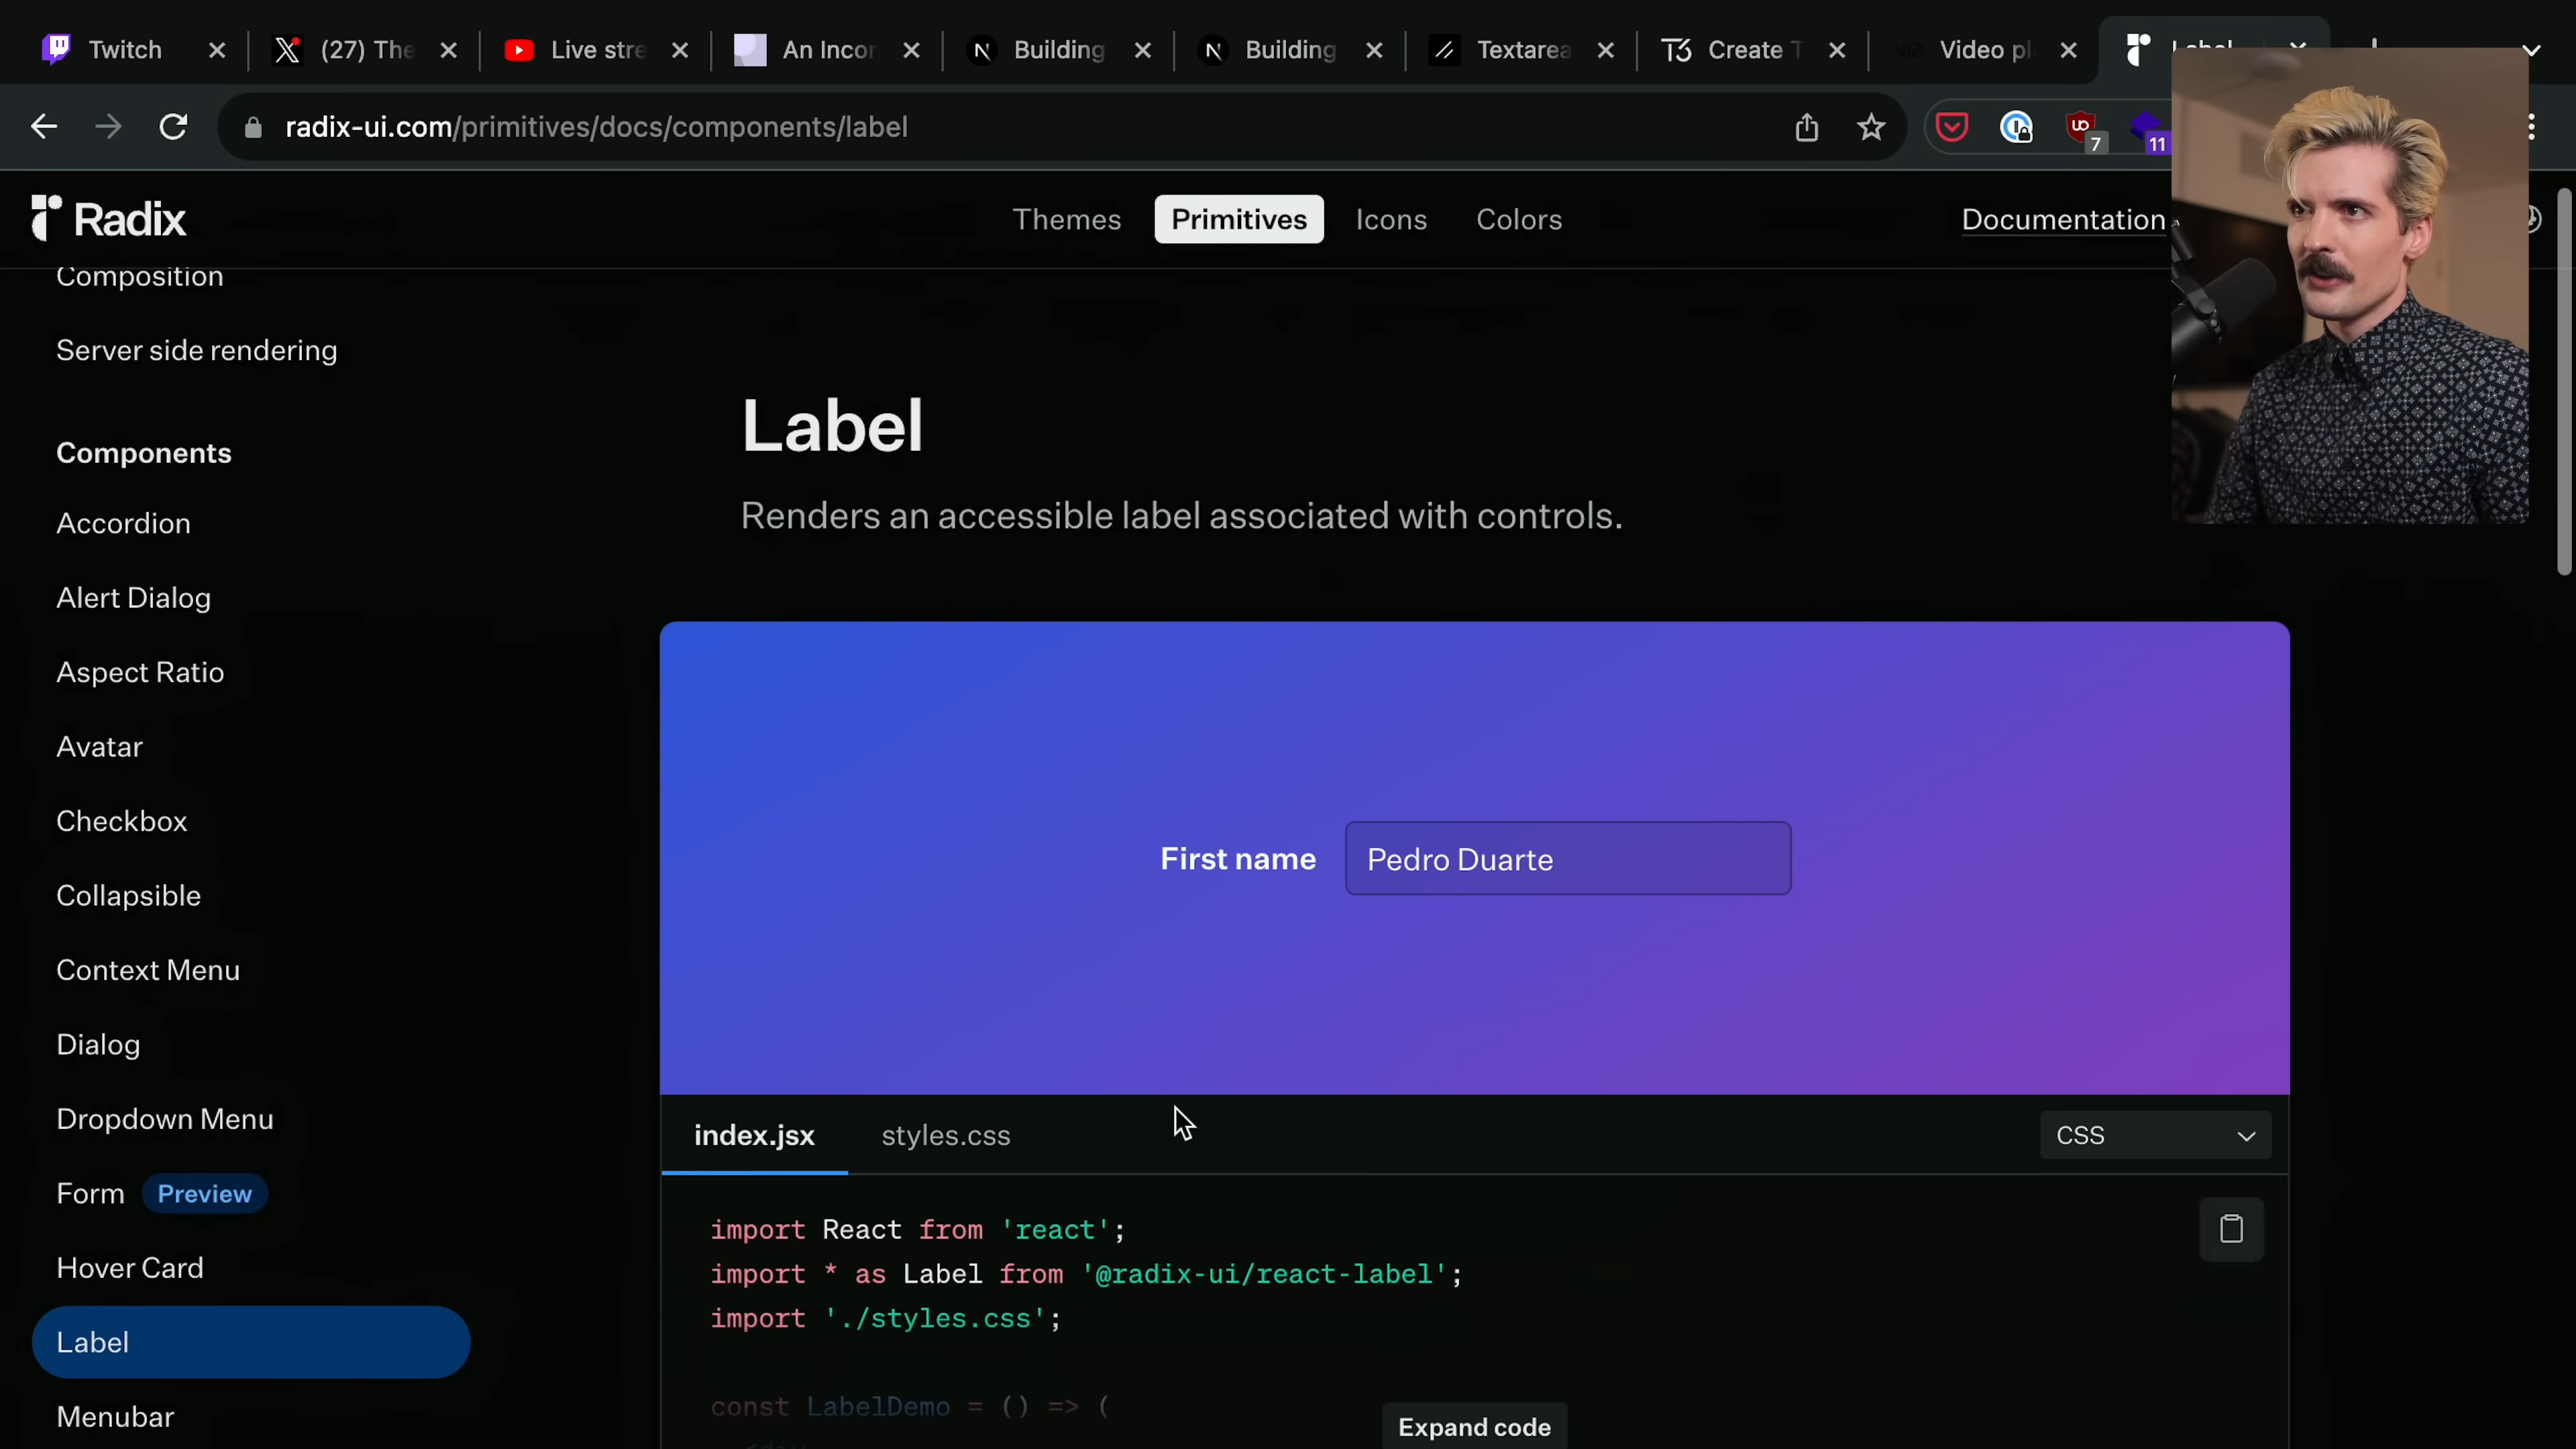 Twitch
(27) The
Live stre
An Incor
Building
Building
Textarea
Create T
Video pl
radix-ui.com/primitives/docs/components/label
7
11
Radix
Themes
Primitives
Icons
Colors
Documentation
Composition
Server side rendering
Components
Accordion
Alert Dialog
Aspect Ratio
Avatar
Checkbox
Collapsible
Context Menu
Dialog
Dropdown Menu
Form Preview
Hover Card
Label
Menubar
Label
Renders an accessible label associated with controls.
First name
Pedro Duarte
index.jsx
styles.css
CSS
import React from 'react';
import * as Label from '@radix-ui/react-label';
import './styles.css';
const LabelDemo = () => (
Expand code